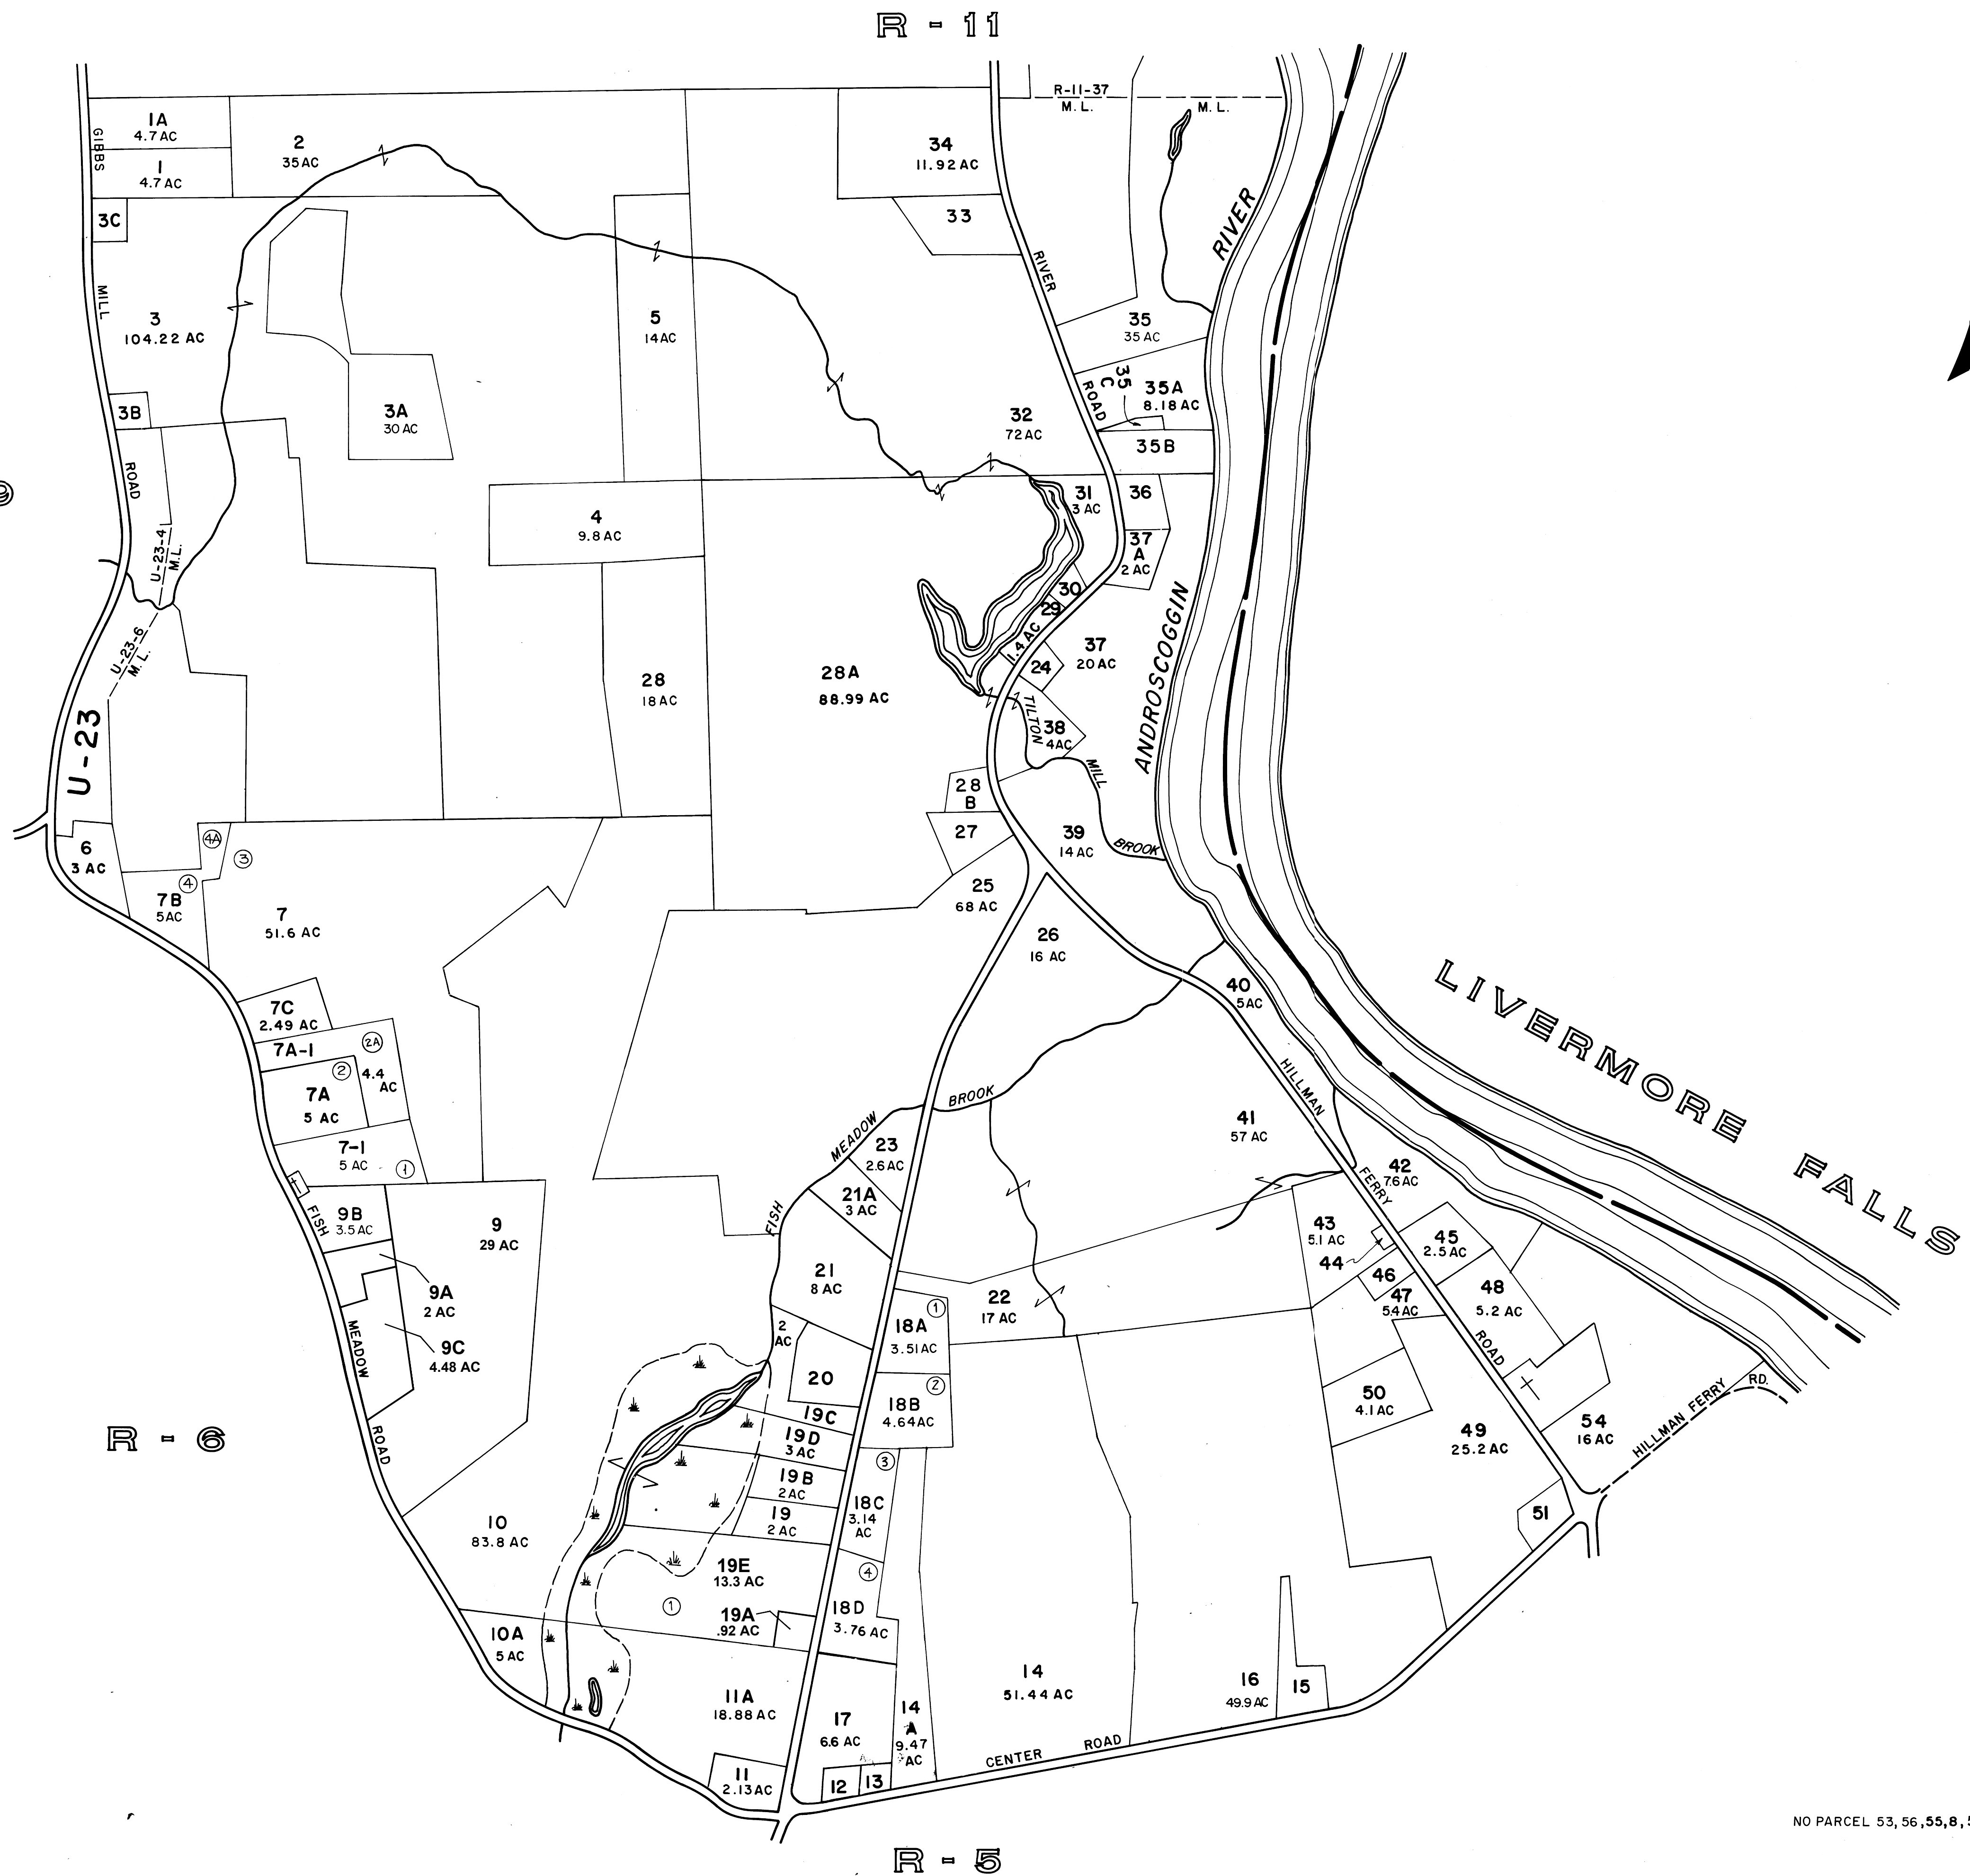 R - 11
R-11-37
M. L.
M. L.
1A
4.7 AC
1
4.7 AC
GIBBS
MILL
ROAD
2
35 AC
3C
3
104.22 AC
3B
3A
30 AC
5
14 AC
4
9.8 AC
34
11.92 AC
33
RIVER
ROAD
32
72 AC
35
35 AC
35
C
35A
8.18 AC
35B
RIVER
ANDROSCOGGIN
31
3 AC
36
37
A
2 AC
30
29
1.4 AC
24
37
20 AC
38
4AC
TILTON
MILL
BROOK
9
U-23-4
M.L.
U-23-6
M. L.
U-23
28
18 AC
28A
88.99 AC
28
B
27
39
14 AC
6
3 AC
4A
3
4
7B
5AC
7
51.6 AC
25
68 AC
26
16 AC
40
5AC
LIVERMORE FALLS
7C
2.49 AC
7A-1
2A
2
4.4
AC
7A
5 AC
7-1
5 AC
1
FISH
MEADOW
ROAD
9B
3.5 AC
9
29 AC
9A
2 AC
9C
4.48 AC
FISH
MEADOW
BROOK
23
2.6 AC
21A
3 AC
21
8 AC
41
57 AC
HILLMAN
FERRY
ROAD
42
7.6 AC
43
5.1 AC
44
45
2.5 AC
46
47
5.4 AC
48
5.2 AC
22
17 AC
1
18A
3.51 AC
2
AC
20
2
18B
4.64 AC
19C
19D
3 AC
19B
2 AC
19
2 AC
3
18C
3.14
AC
50
4.1 AC
49
25.2 AC
54
16 AC
HILLMAN FERRY RD.
51
R - 6
10
83.8 AC
19E
13.3 AC
1
19A
.92 AC
4
18D
3.76 AC
10A
5 AC
11A
18.88 AC
17
6.6 AC
14
A
9.47
AC
14
51.44 AC
16
49.9 AC
15
11
2.13 AC
12
13
CENTER ROAD
NO PARCEL 53, 56, 55, 8,
R - 5